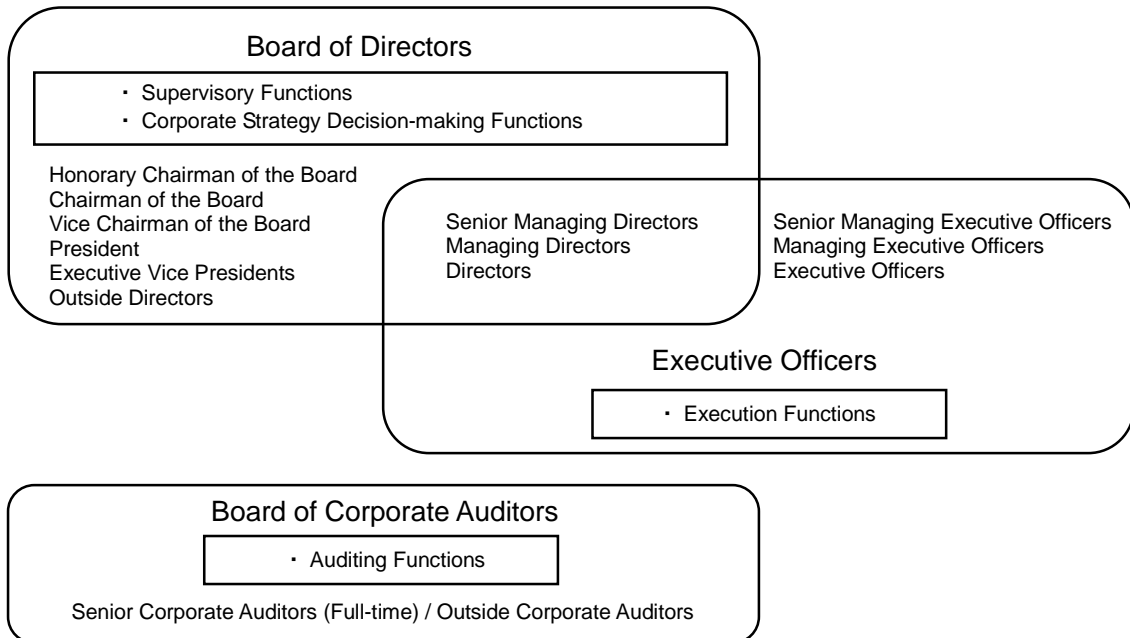 Board of Directors
・ Supervisory Functions
・ Corporate Strategy Decision-making Functions
Honorary Chairman of the Board
Chairman of the Board
Vice Chairman of the Board
President
Executive Vice Presidents
Outside Directors
Senior Managing Directors
Managing Directors
Directors
Senior Managing Executive Officers
Managing Executive Officers
Executive Officers
Executive Officers
・ Execution Functions
Board of Corporate Auditors
・ Auditing Functions
Senior Corporate Auditors (Full-time) / Outside Corporate Auditors